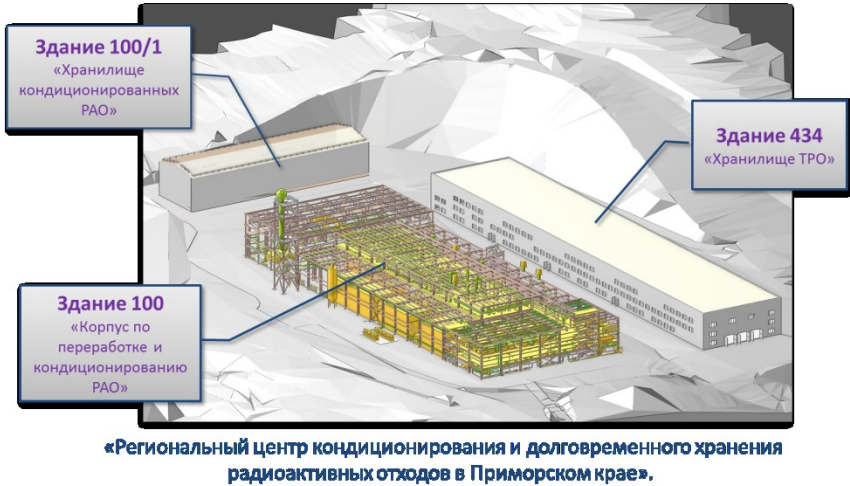 Здание 100/1
«Хранилище
кондиционированных
РАО»
Здание 434
«Хранилище ТРО»
Здание 100
«Корпус по
переработке и
кондиционированию
РАО»
«Региональный центр кондиционирования и долговременного хранения
радиоактивных отходов в Приморском крае».